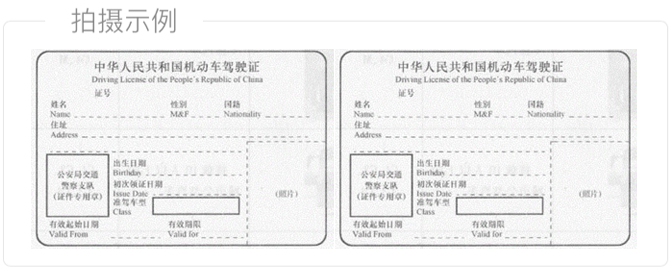 拍摄示例
中华人民共和国机动车驾驶证
Driving License of the People's Republic of China
证号
姓名 性别 国籍
Name M&F Nationality
住址
Address
公安局交通
警察支队
(证件专用章)
出生日期
Birthday
初次领证日期
Issue Date
准驾车型
Class
(照片)
有效起始日期 有效期限
Valid From Valid for
中华人民共和国机动车驾驶证
Driving License of the People's Republic of China
证号
姓名 性别 国籍
Name M&F Nationality
住址
Address
公安局交通
警察支队
(证件专用章)
出生日期
Birthday
初次领证日期
Issue Date
准驾车型
Class
(照片)
有效起始日期 有效期限
Valid From Valid for